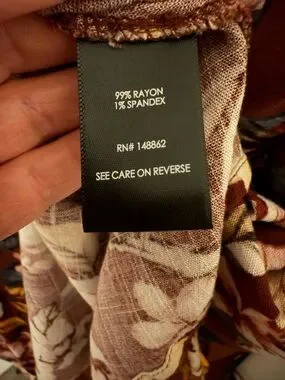 99% RAYON
1% SPANDEX
RN# 148862
SEE CARE ON REVERSE